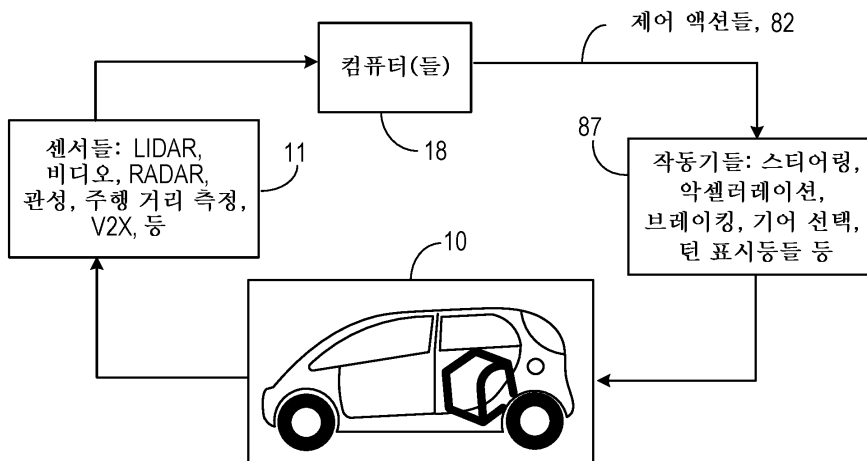 제어 액션들, 82
컴퓨터(들)
18
센서들: LIDAR,
비디오, RADAR,
관성, 주행 거리 측정,
V2X, 등
11
87
작동기들: 스티어링,
악셀러레이션,
브레이킹, 기어 선택,
턴 표시등들 등
10